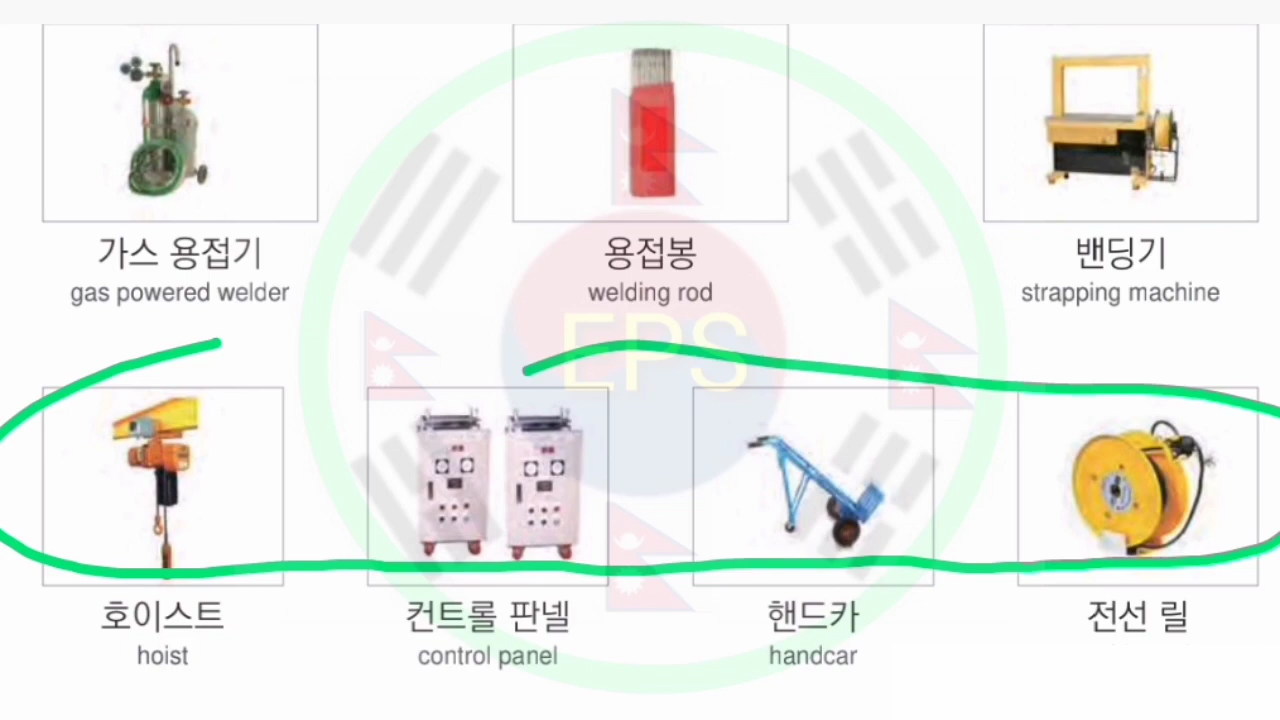 가스 용접기
gas powered welder
용접봉
welding rod
밴딩기
strapping machine
EPS
호이스트
hoist
컨트롤 판넬
control panel
핸드카
handcar
전선 릴